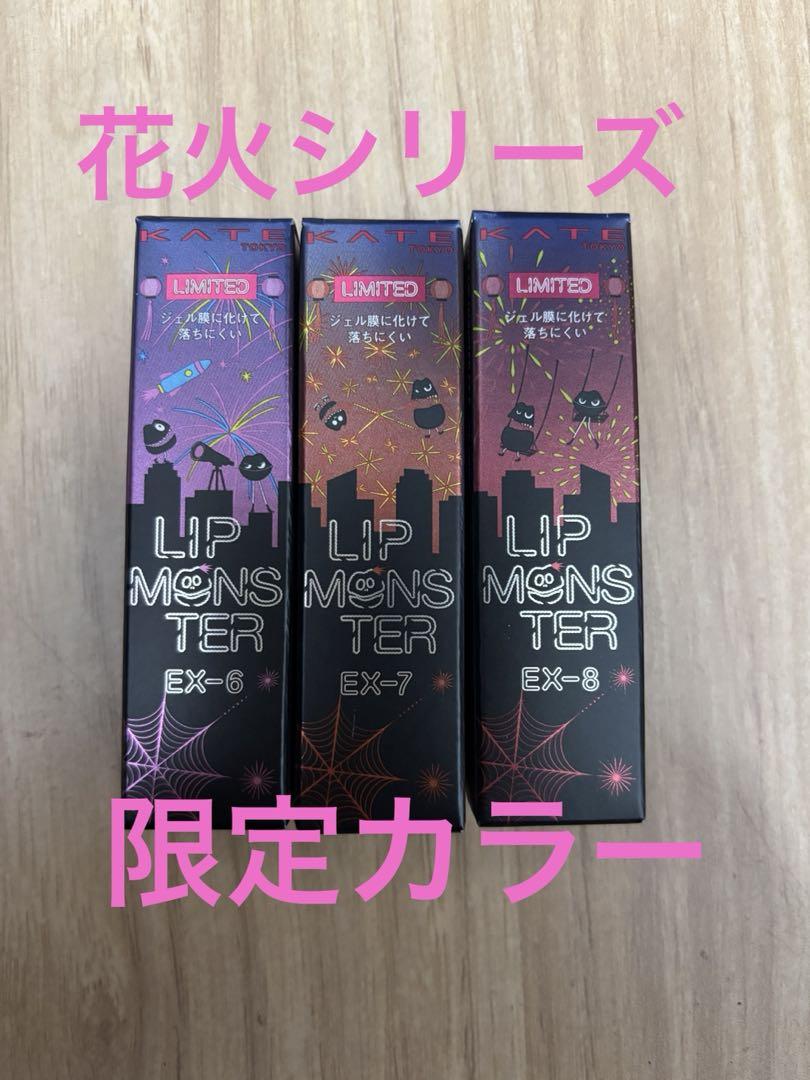 花火シリーズ
KATE
TOKYO
LIMITED
ジェル膜に化けて
落ちにくい
LIP
MONS
TER
EX-6
KATE
TOKYO
LIMITED
ジェル膜に化けて
落ちにくい
LIP
MONS
TER
EX-7
KATE
TOKYO
LIMITED
ジェル膜に化けて
落ちにくい
LIP
MONS
TER
EX-8
限定カラー